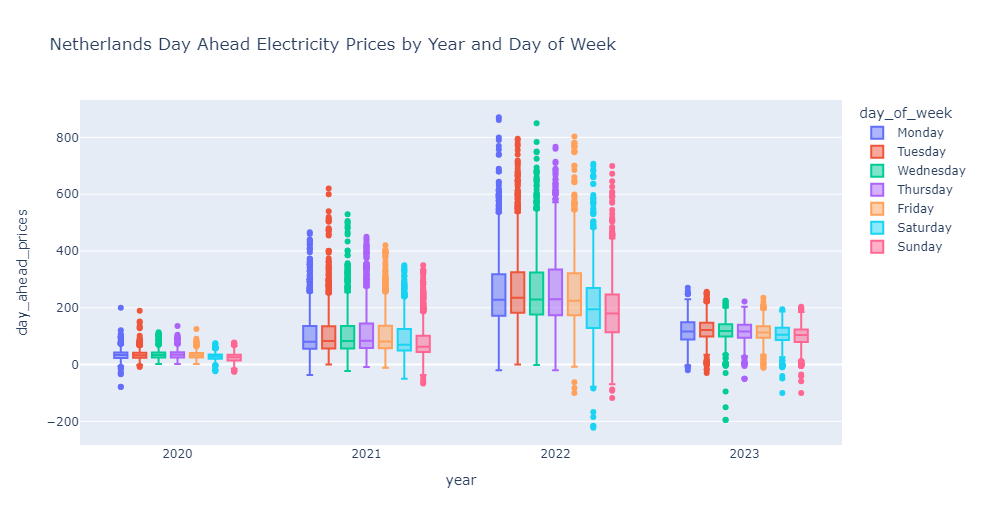 Netherlands Day Ahead Electricity Prices by Year and Day of Week
day_of_week
Monday
Tuesday
Wednesday
Thursday
Friday
Saturday
Sunday
day_ahead_prices
800
600
400
200
0
−200
2020
2021
2022
2023
year